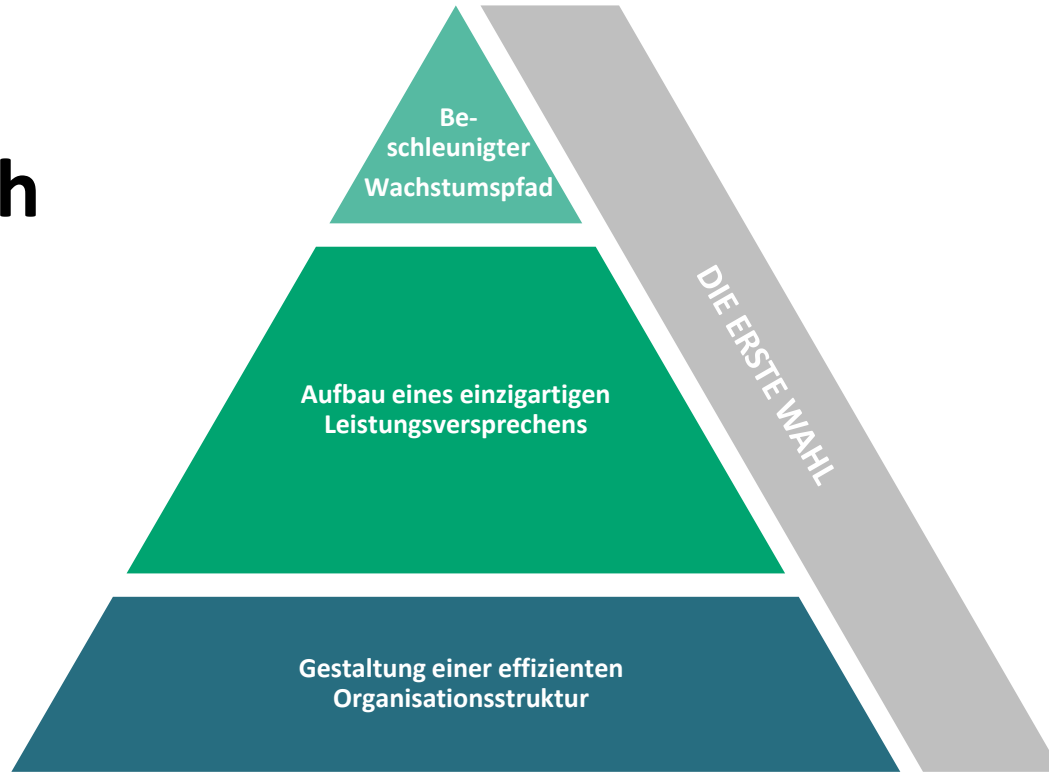 Be-
schleunigter
Wachstumspfad
h
DIE ERSTE WAHL
Aufbau eines einzigartigen
Leistungsversprechens
Gestaltung einer effizienten
Organisationsstruktur